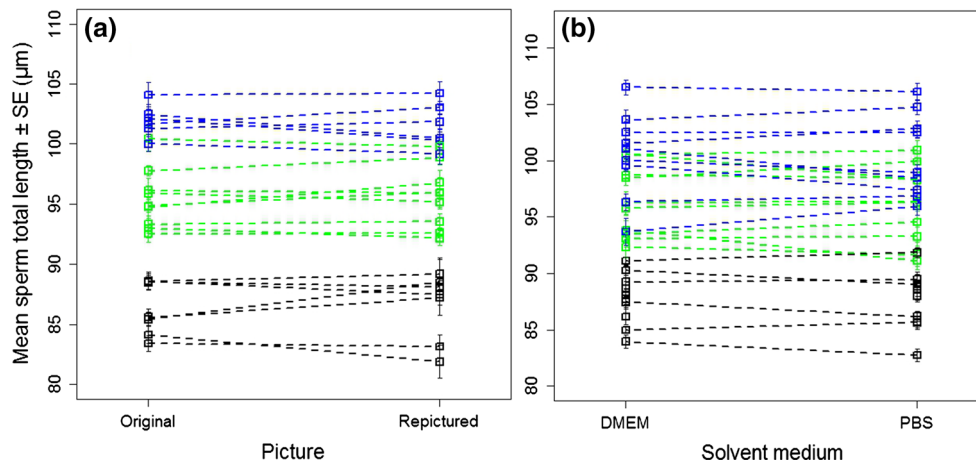 (a)
(b)
Mean sperm total length ± SE (µm)
110
105
100
95
90
85
80
Original
Repictured
Picture
110
105
100
95
90
85
80
DMEM
PBS
Solvent medium